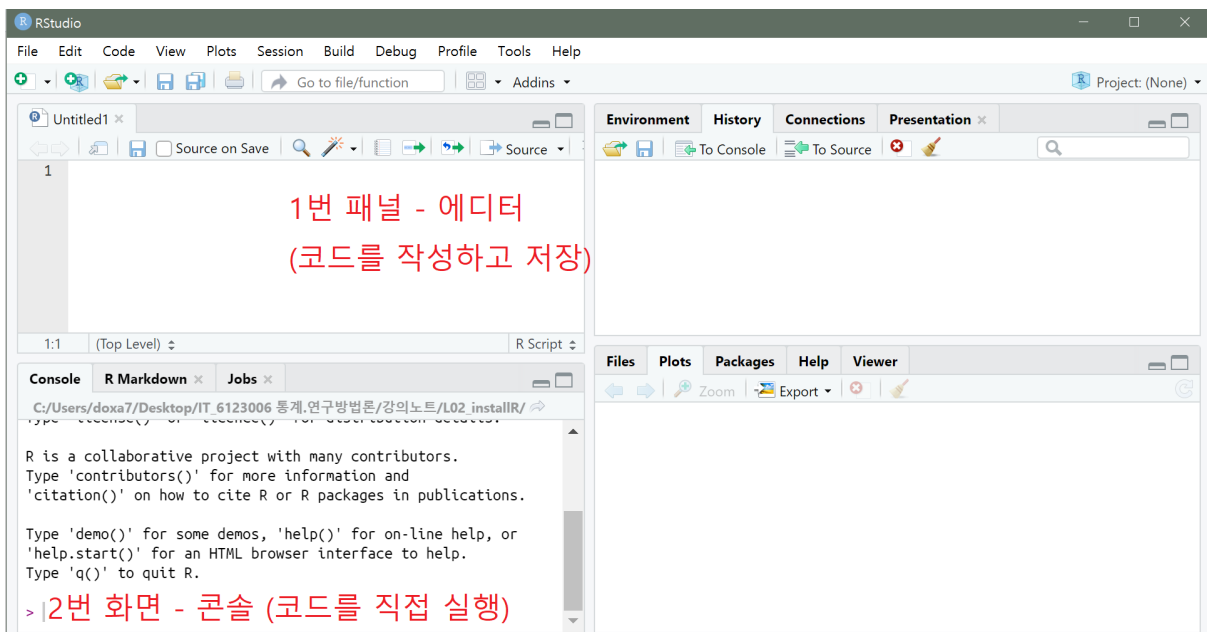 RStudio
File Edit Code View Plots Session Build Debug Profile Tools Help
Go to file/function Addins Project: (None)
Untitled1
Source on Save Source
1
1번 패널 - 에디터
(코드를 작성하고 저장)
1:1 (Top Level) R Script
Console R Markdown Jobs
C:/Users/doxa7/Desktop/IT_6123006 통계.연구방법론/강의노트/L02_installR/
R is a collaborative project with many contributors.
Type 'contributors()' for more information and
'citation()' on how to cite R or R packages in publications.
Type 'demo()' for some demos, 'help()' for on-line help, or
'help.start()' for an HTML browser interface to help.
Type 'q()' to quit R.
> 2번 화면 - 콘솔 (코드를 직접 실행)
Environment History Connections Presentation
To Console To Source
Files Plots Packages Help Viewer
Zoom Export